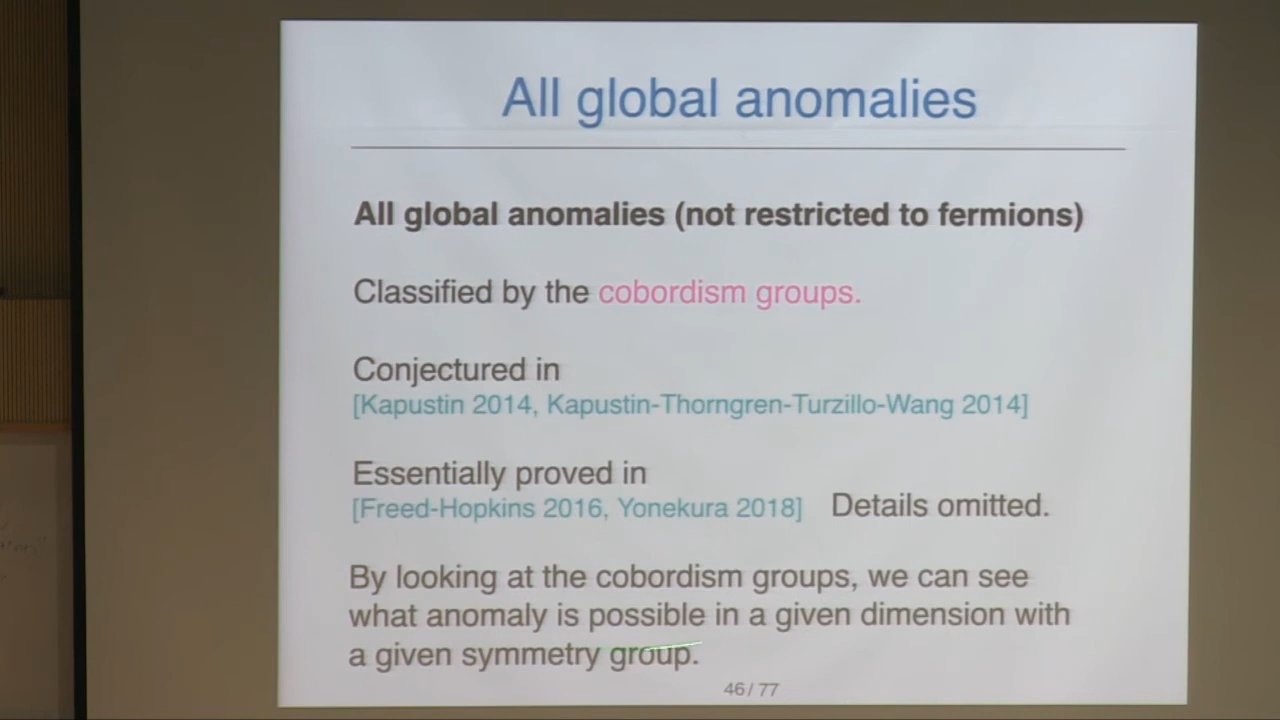 All global anomalies
All global anomalies (not restricted to fermions)
Classified by the cobordism groups.
Conjectured in
[Kapustin 2014, Kapustin-Thorngren-Turzillo-Wang 2014]
Essentially proved in
[Freed-Hopkins 2016, Yonekura 2018] Details omitted.
By looking at the cobordism groups, we can see
what anomaly is possible in a given dimension with
a given symmetry group.
46 / 77